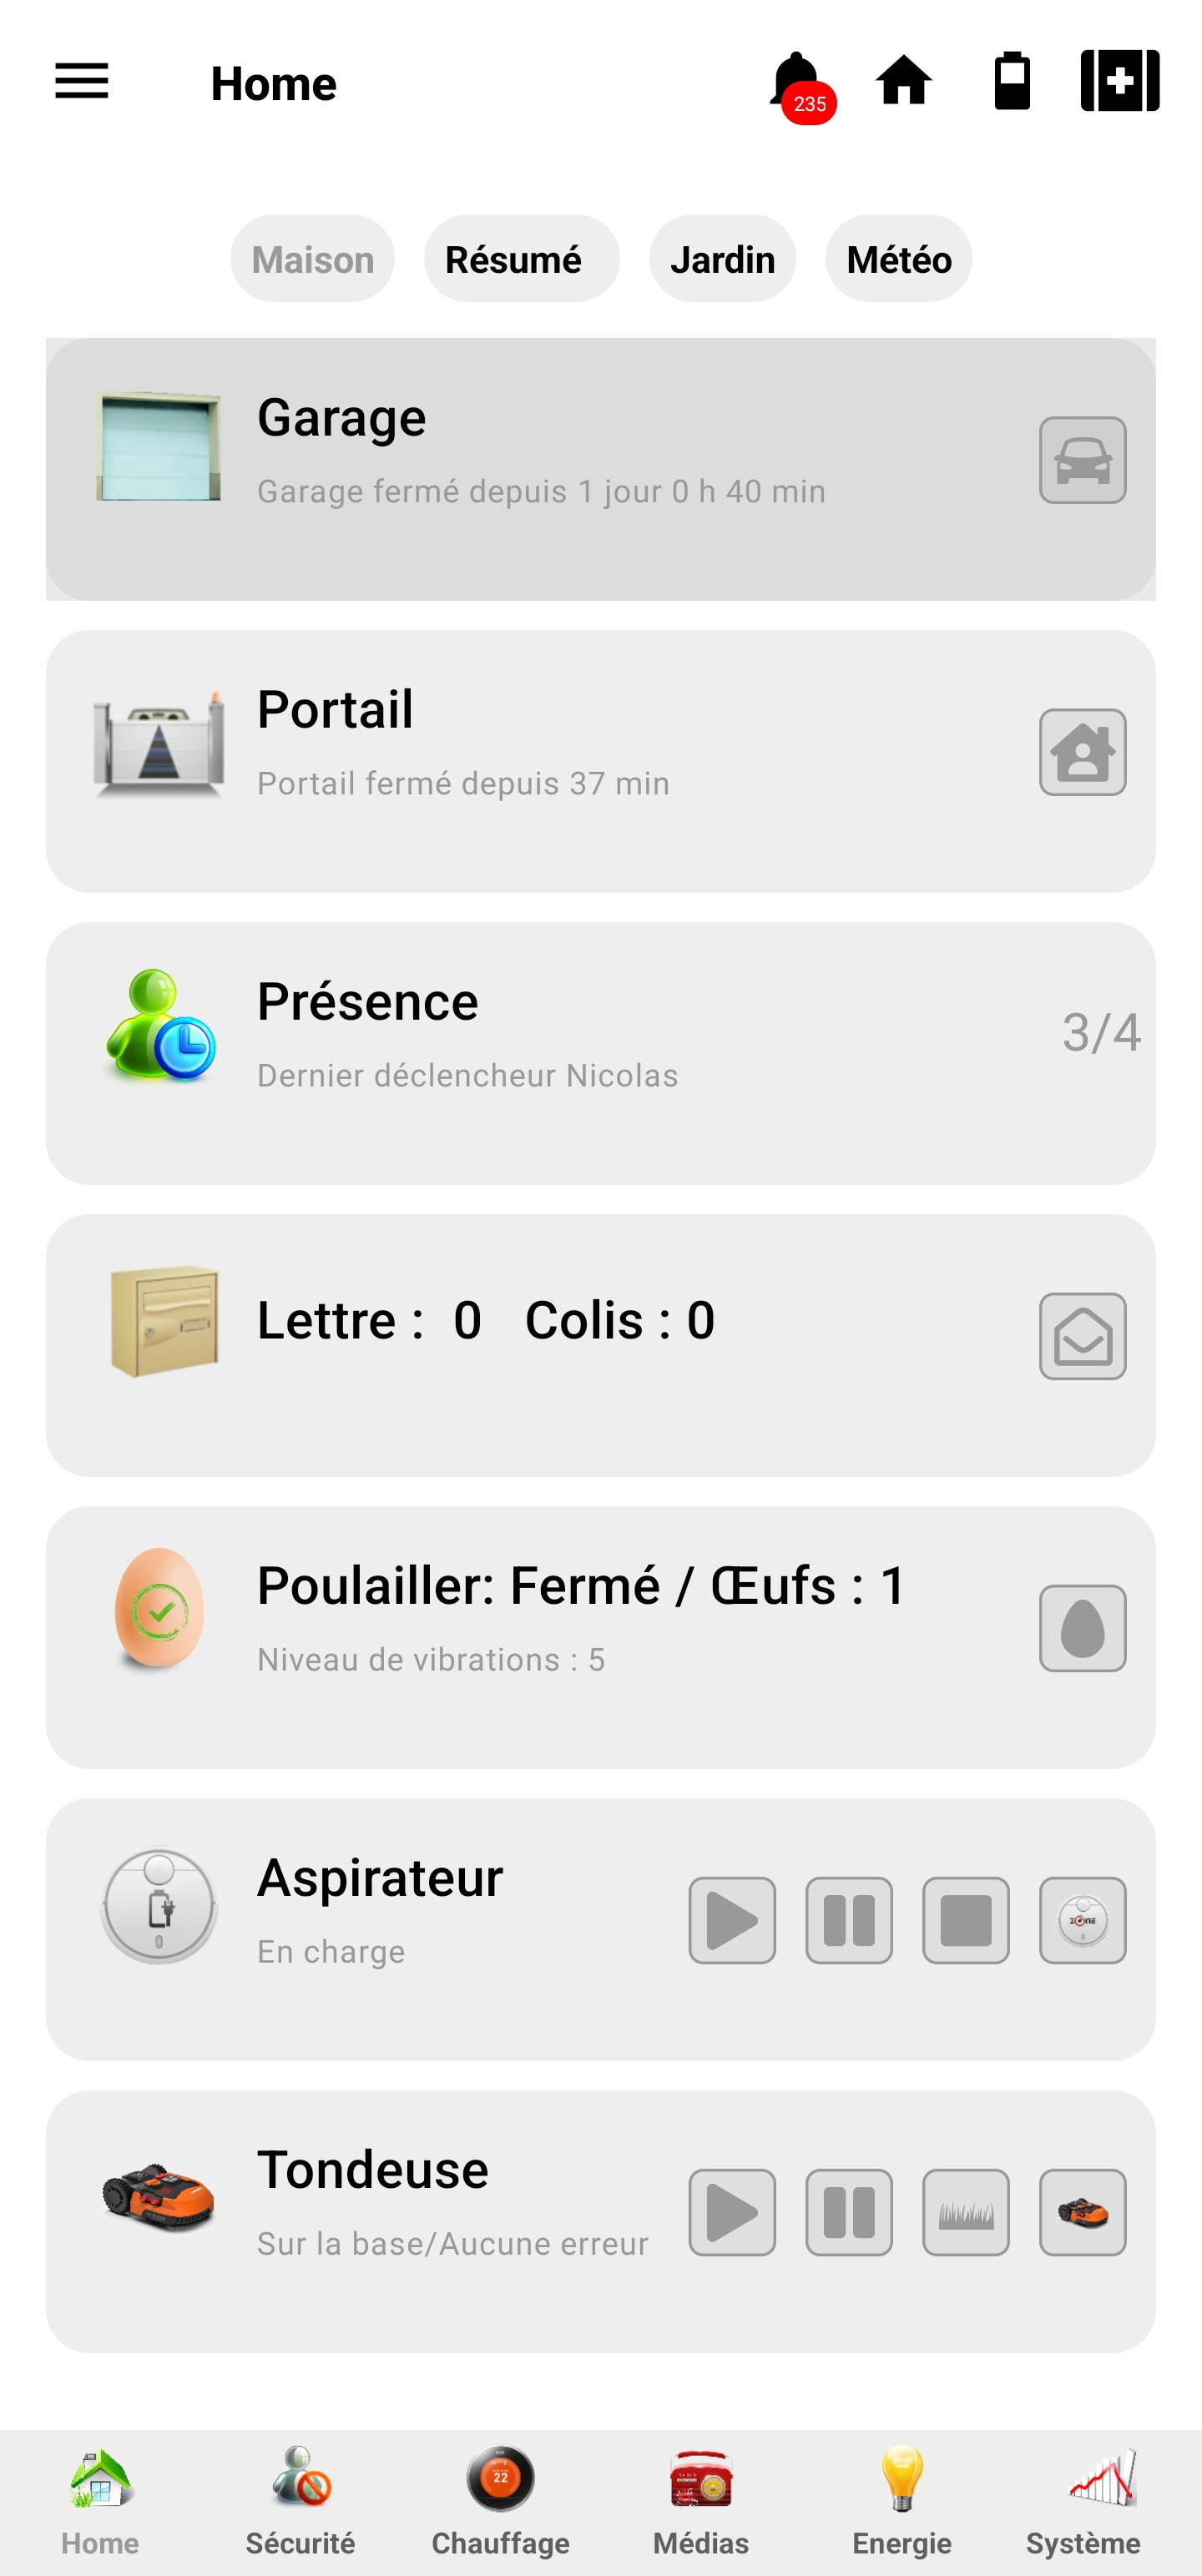 Home
235
Maison
Résumé
Jardin
Météo
Garage
Garage fermé depuis 1 jour 0 h 40 min
Portail
Portail fermé depuis 37 min
Présence
Dernier déclencheur Nicolas
3/4
Lettre :  0   Colis : 0
Poulailler: Fermé / Œufs : 1
Niveau de vibrations : 5
Aspirateur
En charge
ZONE
Tondeuse
Sur la base/Aucune erreur
22
Home
Sécurité
Chauffage
Médias
Energie
Système